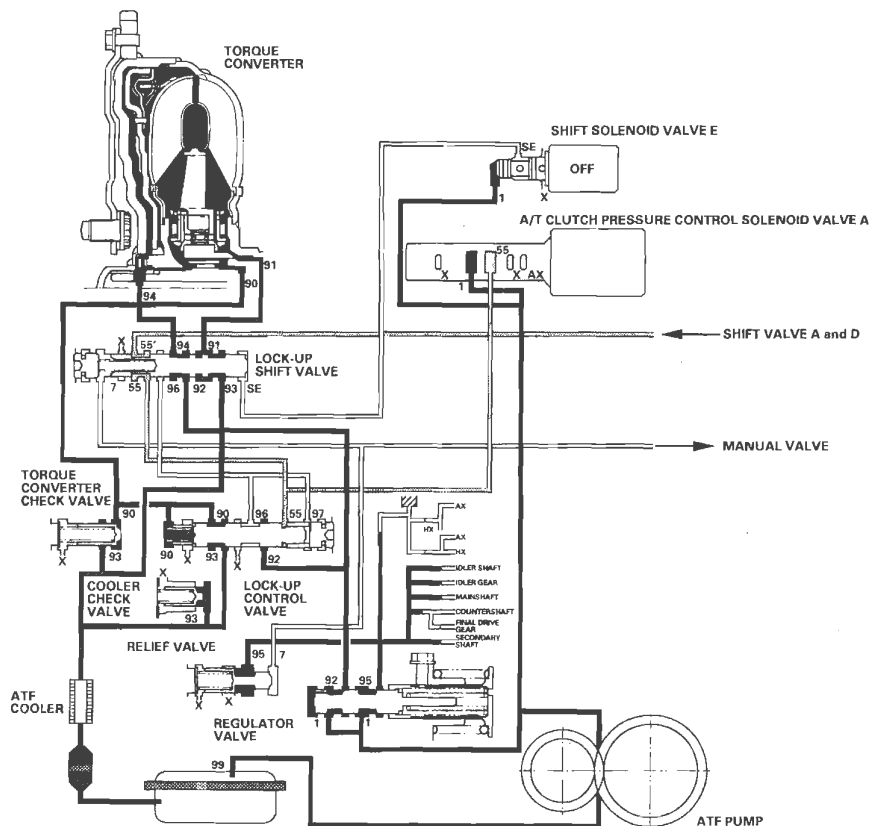 TORQUE
CONVERTER
SHIFT SOLENOID VALVE E
SE
OFF
1
X
A/T CLUTCH PRESSURE CONTROL SOLENOID VALVE A
55
X
X
AX
1
91
90
94
SHIFT VALVE A and D
X
55'
94
91
LOCK-UP
SHIFT VALVE
7
55
96
92
93
SE
MANUAL VALVE
TORQUE
CONVERTER
CHECK VALVE
90
90
96
55
97
90
93
X
93
X
X
92
AX
HX
AX
HX
COOLER
CHECK
VALVE
X
93
LOCK-UP
CONTROL
VALVE
RELIEF VALVE
IDLER SHAFT
IDLER GEAR
MAINSHAFT
COUNTERSHAFT
FINAL DRIVE
GEAR
SECONDARY
SHAFT
95
7
X
X
REGULATOR
VALVE
92
95
1
1
ATF
COOLER
99
ATF PUMP